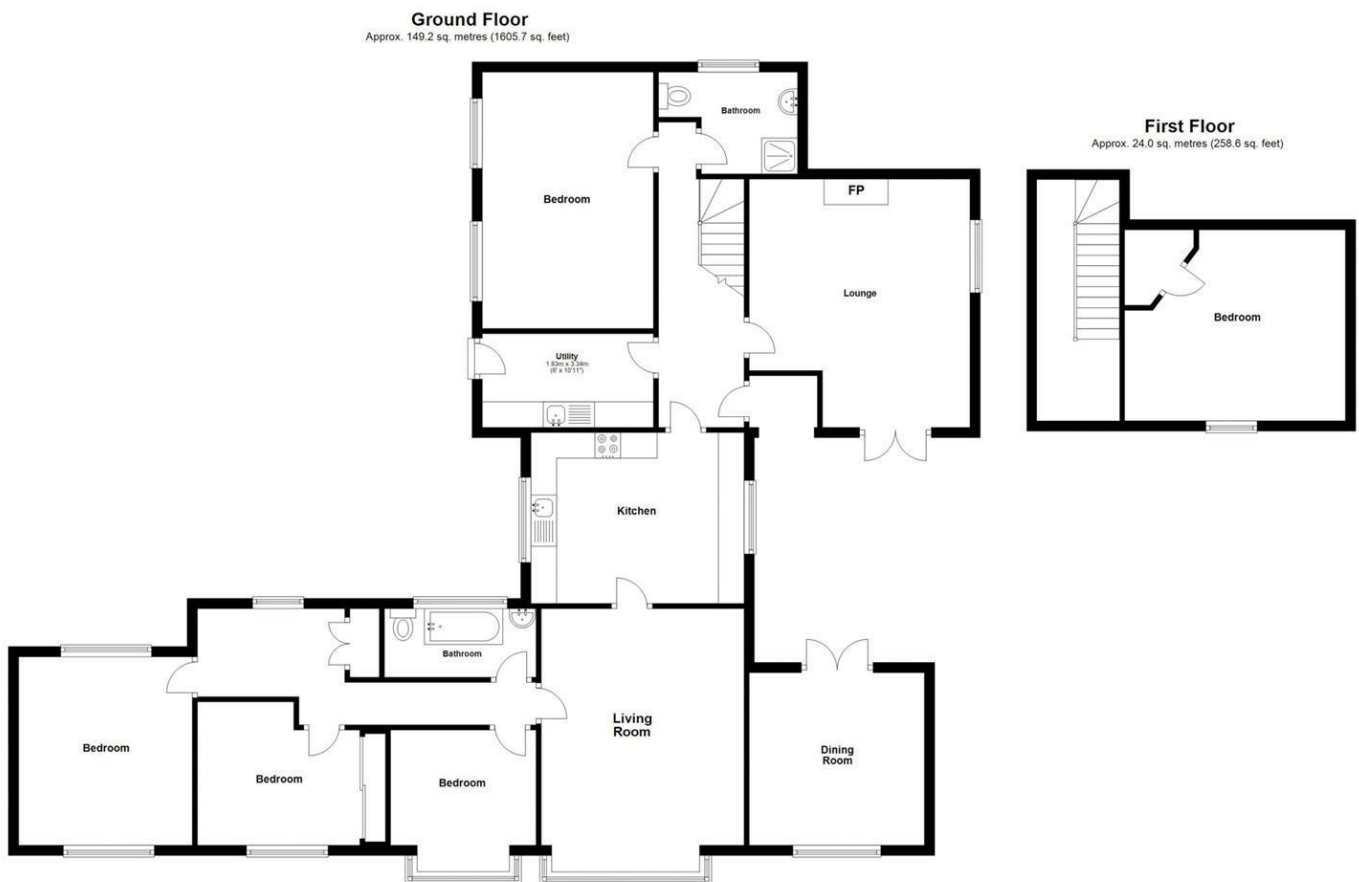 Ground Floor
Approx. 149.2 sq. metres (1605.7 sq. feet)
Bathroom
First Floor
Approx. 24.0 sq. metres (258.6 sq. feet)
FP
Bedroom
Lounge
Bedroom
Utility
1.83m x 3.34m
(6' x 10'11")
Kitchen
Bathroom
Living
Room
Bedroom
Dining
Room
Bedroom
Bedroom